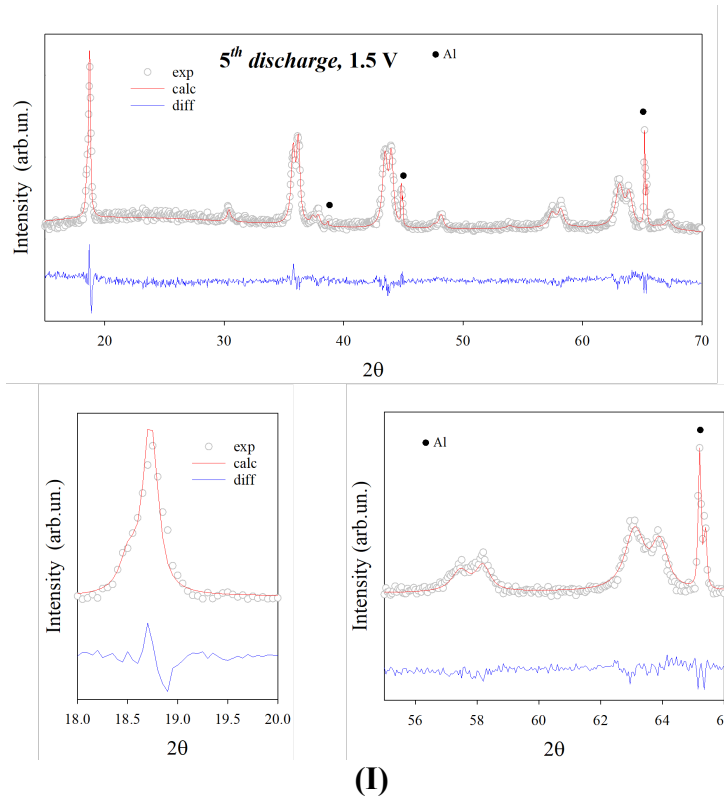 5th discharge, 1.5 V
● Al
exp
calc
diff
Intensity (arb.un.)
20 30 40 50 60 70
2θ
exp
calc
diff
Intensity (arb.un.)
18.0 18.5 19.0 19.5 20.0
2θ
● Al
Intensity (arb.un.)
56 58 60 62 64 6
2θ
(I)